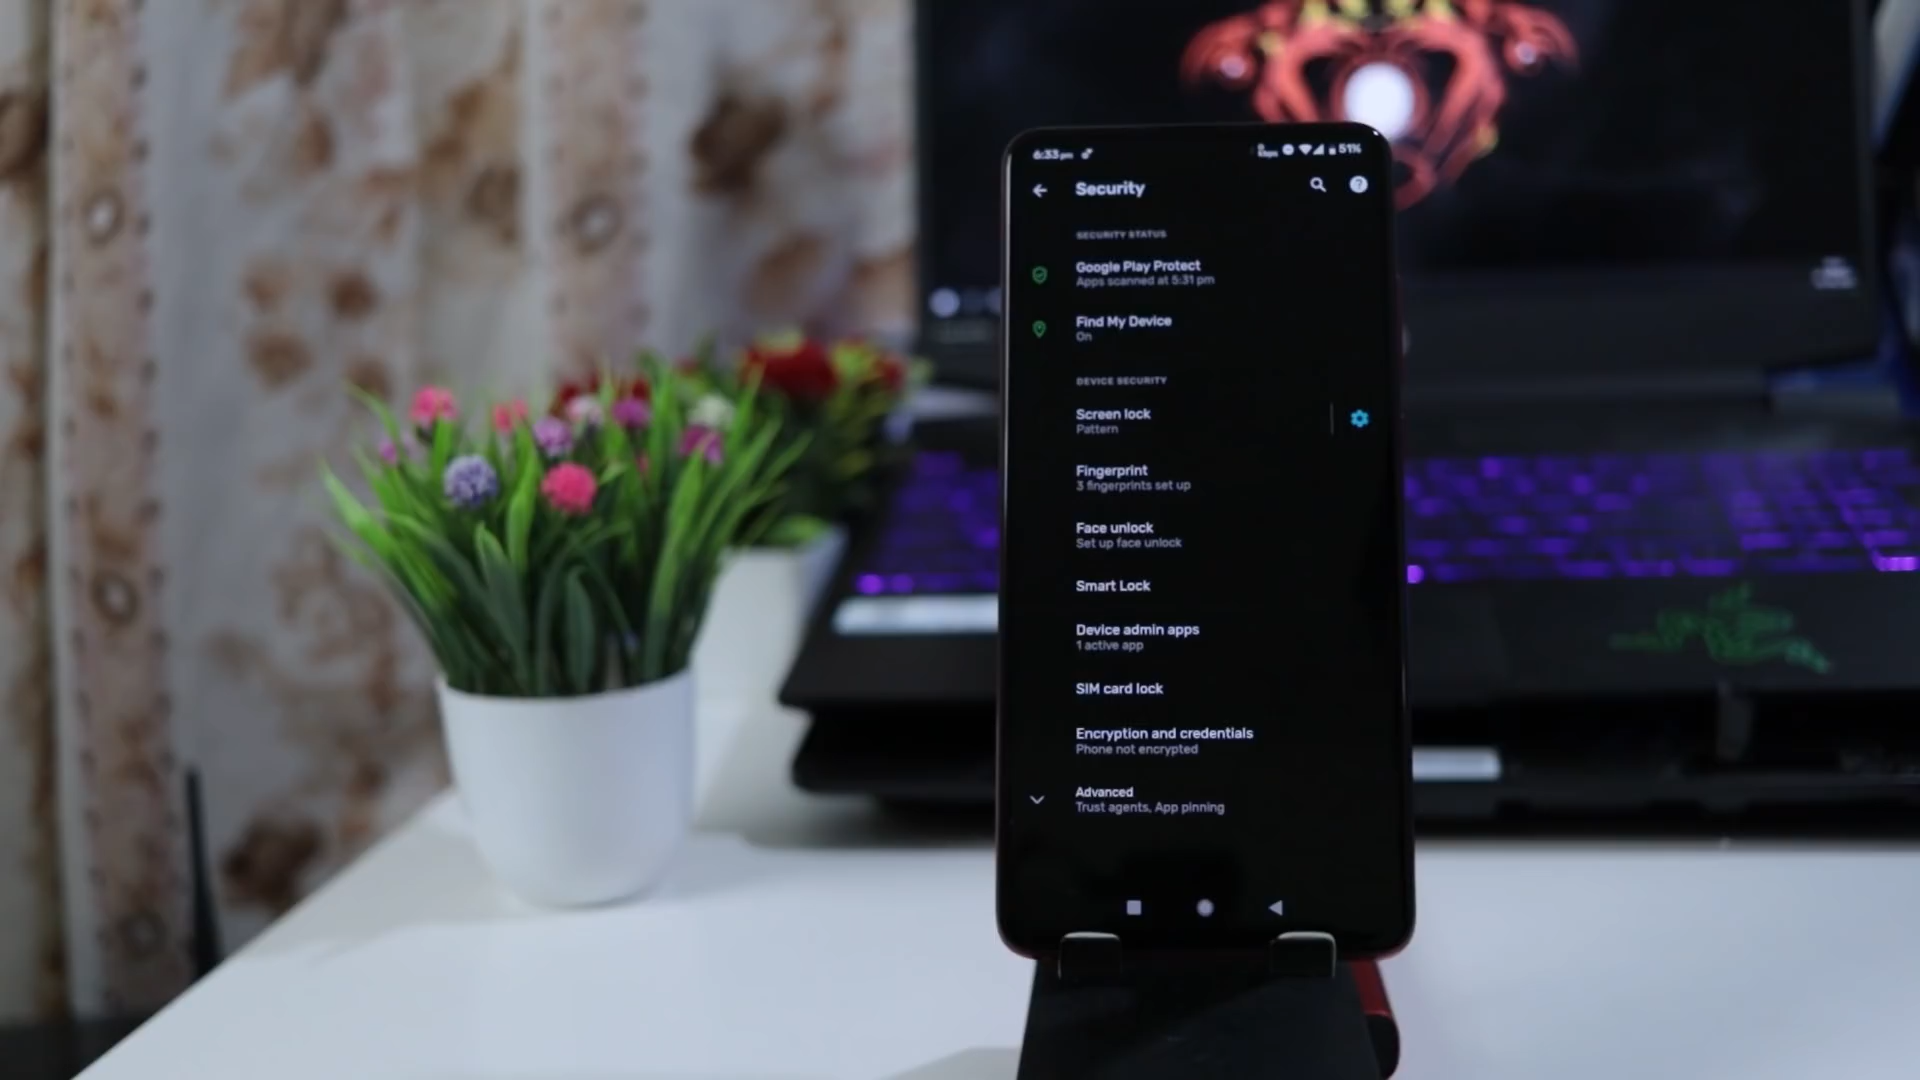 6:33 pm 51%
Security
SECURITY STATUS
Google Play Protect
Apps scanned at 5:31 pm
Find My Device
On
DEVICE SECURITY
Screen lock
Pattern
Fingerprint
3 fingerprints set up
Face unlock
Set up face unlock
Smart Lock
Device admin apps
1 active app
SIM card lock
Encryption and credentials
Phone not encrypted
Advanced
Trust agents, App pinning